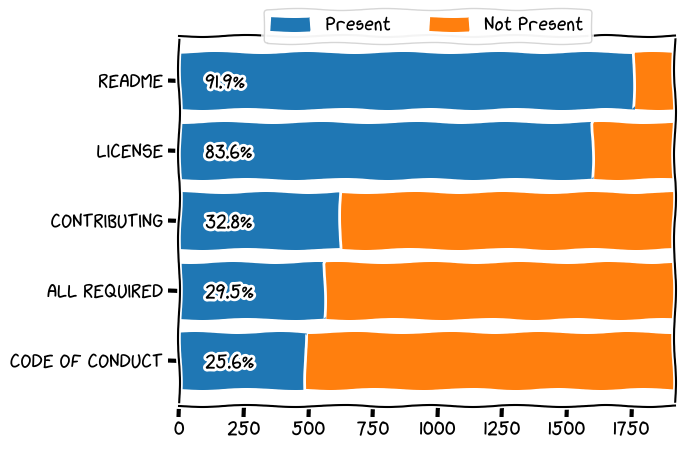 Present Not Present
README 91.9%
LICENSE 83.6%
CONTRIBUTING 32.8%
ALL REQUIRED 29.5%
CODE OF CONDUCT 25.6%
0 250 500 750 1000 1250 1500 1750